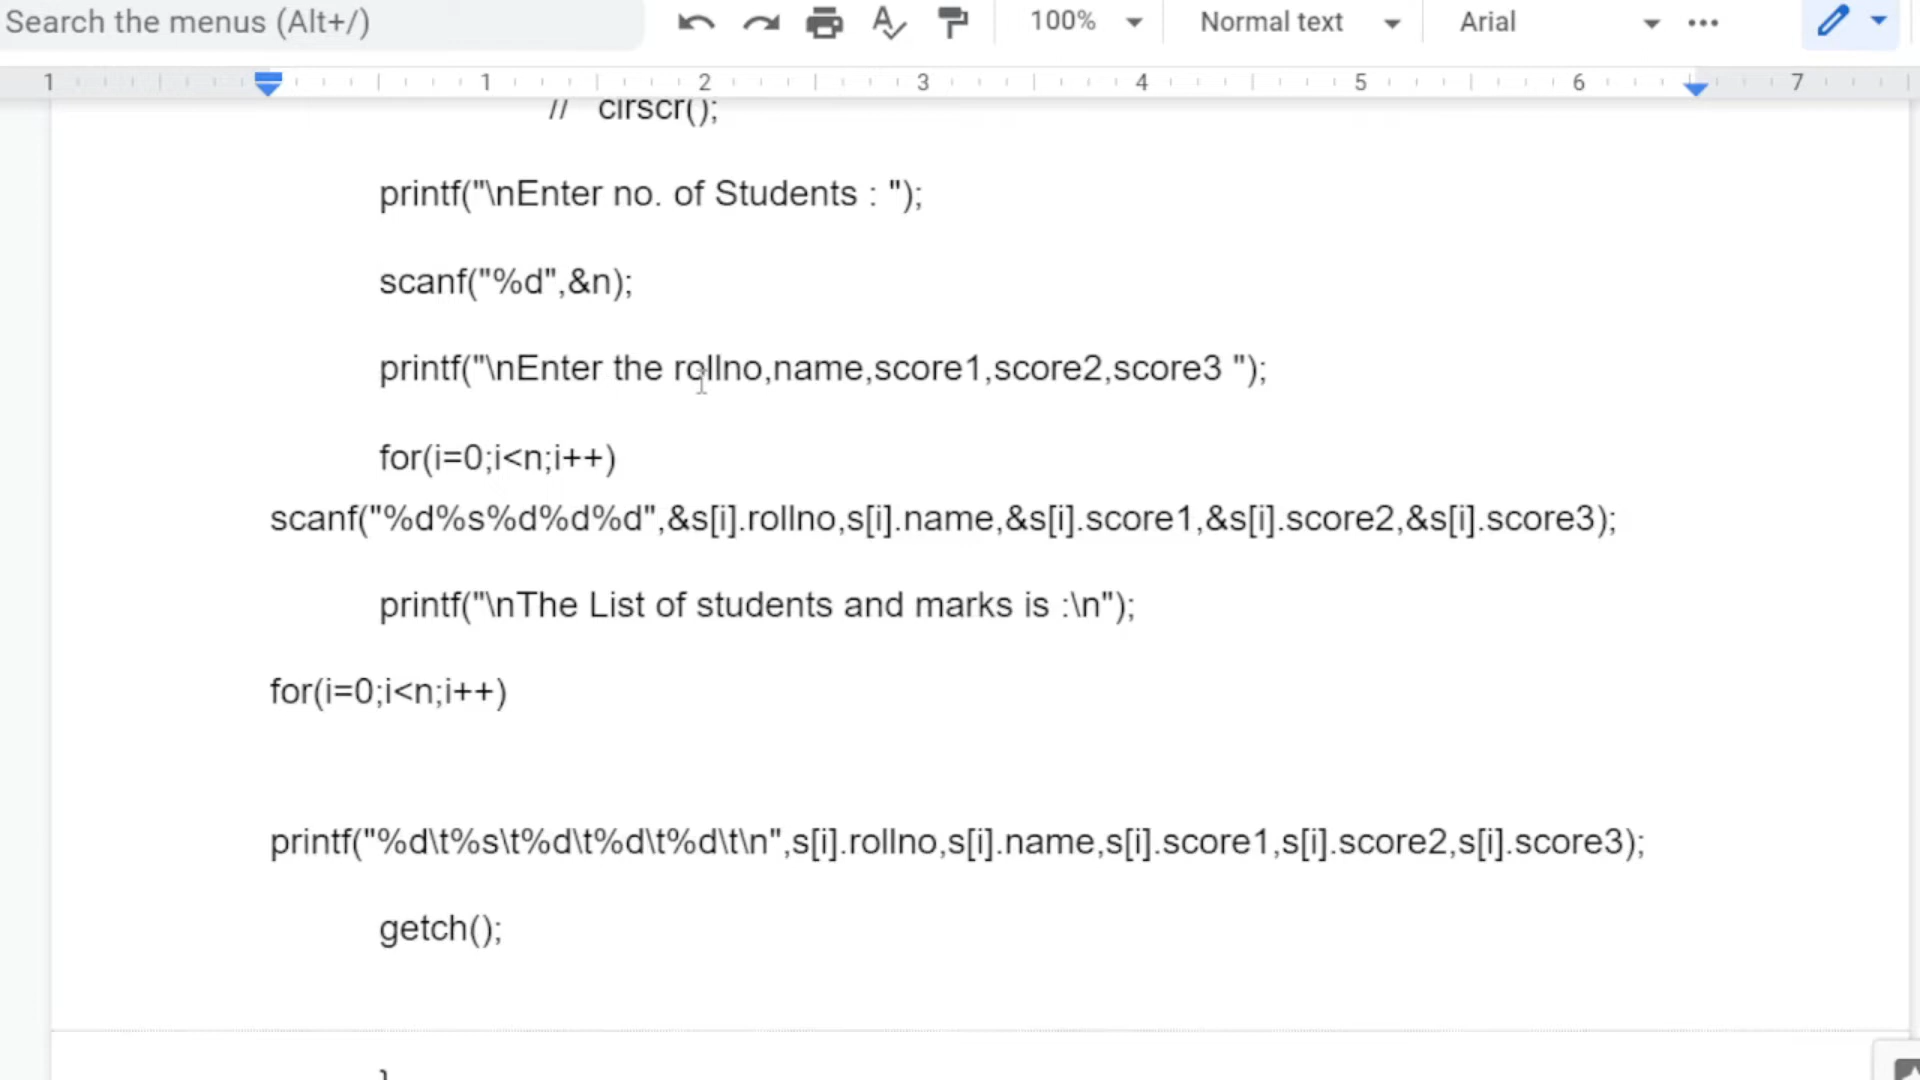 Search the menus (Alt+/) 100% Normal text Arial
1 1 2 3 4 5 6 7
// clrscr();
printf("\nEnter no. of Students : ");
scanf("%d",&n);
printf("\nEnter the rollno,name,score1,score2,score3 ");
for(i=0;i<n;i++)
scanf("%d%s%d%d%d",&s[i].rollno,s[i].name,&s[i].score1,&s[i].score2,&s[i].score3);
printf("\nThe List of students and marks is :\n");
for(i=0;i<n;i++)
printf("%d\t%s\t%d\t%d\t%d\t\n",s[i].rollno,s[i].name,s[i].score1,s[i].score2,s[i].score3);
getch();
}